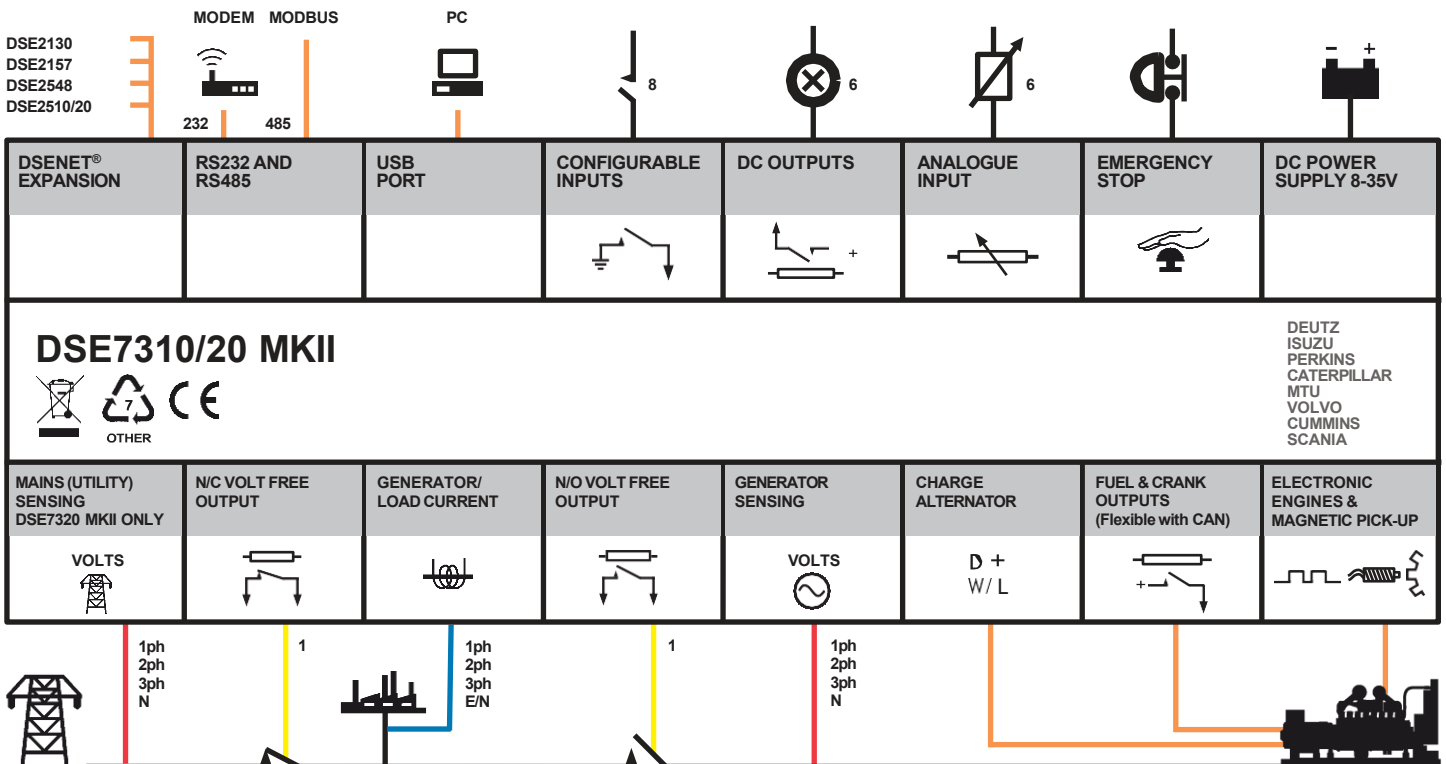 MODEM MODBUS PC
DSE2130
DSE2157
DSE2548
DSE2510/20
232 485
8
6
6
- +
DSENET®
EXPANSION
RS232 AND
RS485
USB
PORT
CONFIGURABLE
INPUTS
DC OUTPUTS
ANALOGUE
INPUT
EMERGENCY
STOP
DC POWER
SUPPLY 8-35V
+
DSE7310/20 MKII
7
OTHER
CE
DEUTZ
ISUZU
PERKINS
CATERPILLAR
MTU
VOLVO
CUMMINS
SCANIA
MAINS (UTILITY)
SENSING
DSE7320 MKII ONLY
VOLTS
N/C VOLT FREE
OUTPUT
GENERATOR/
LOAD CURRENT
N/O VOLT FREE
OUTPUT
GENERATOR
SENSING
VOLTS
CHARGE
ALTERNATOR
D +
W/ L
FUEL & CRANK
OUTPUTS
(Flexible with CAN)
+
ELECTRONIC
ENGINES &
MAGNETIC PICK-UP
1ph
2ph
3ph
N
1
1ph
2ph
3ph
E/N
1
1ph
2ph
3ph
N